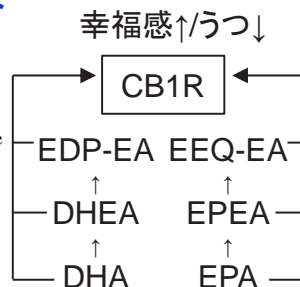 幸福感↑/うつ↓
CB1R
EDP-EA EEQ-EA
↑ ↑
DHEA EPEA
↑ ↑
DHA EPA